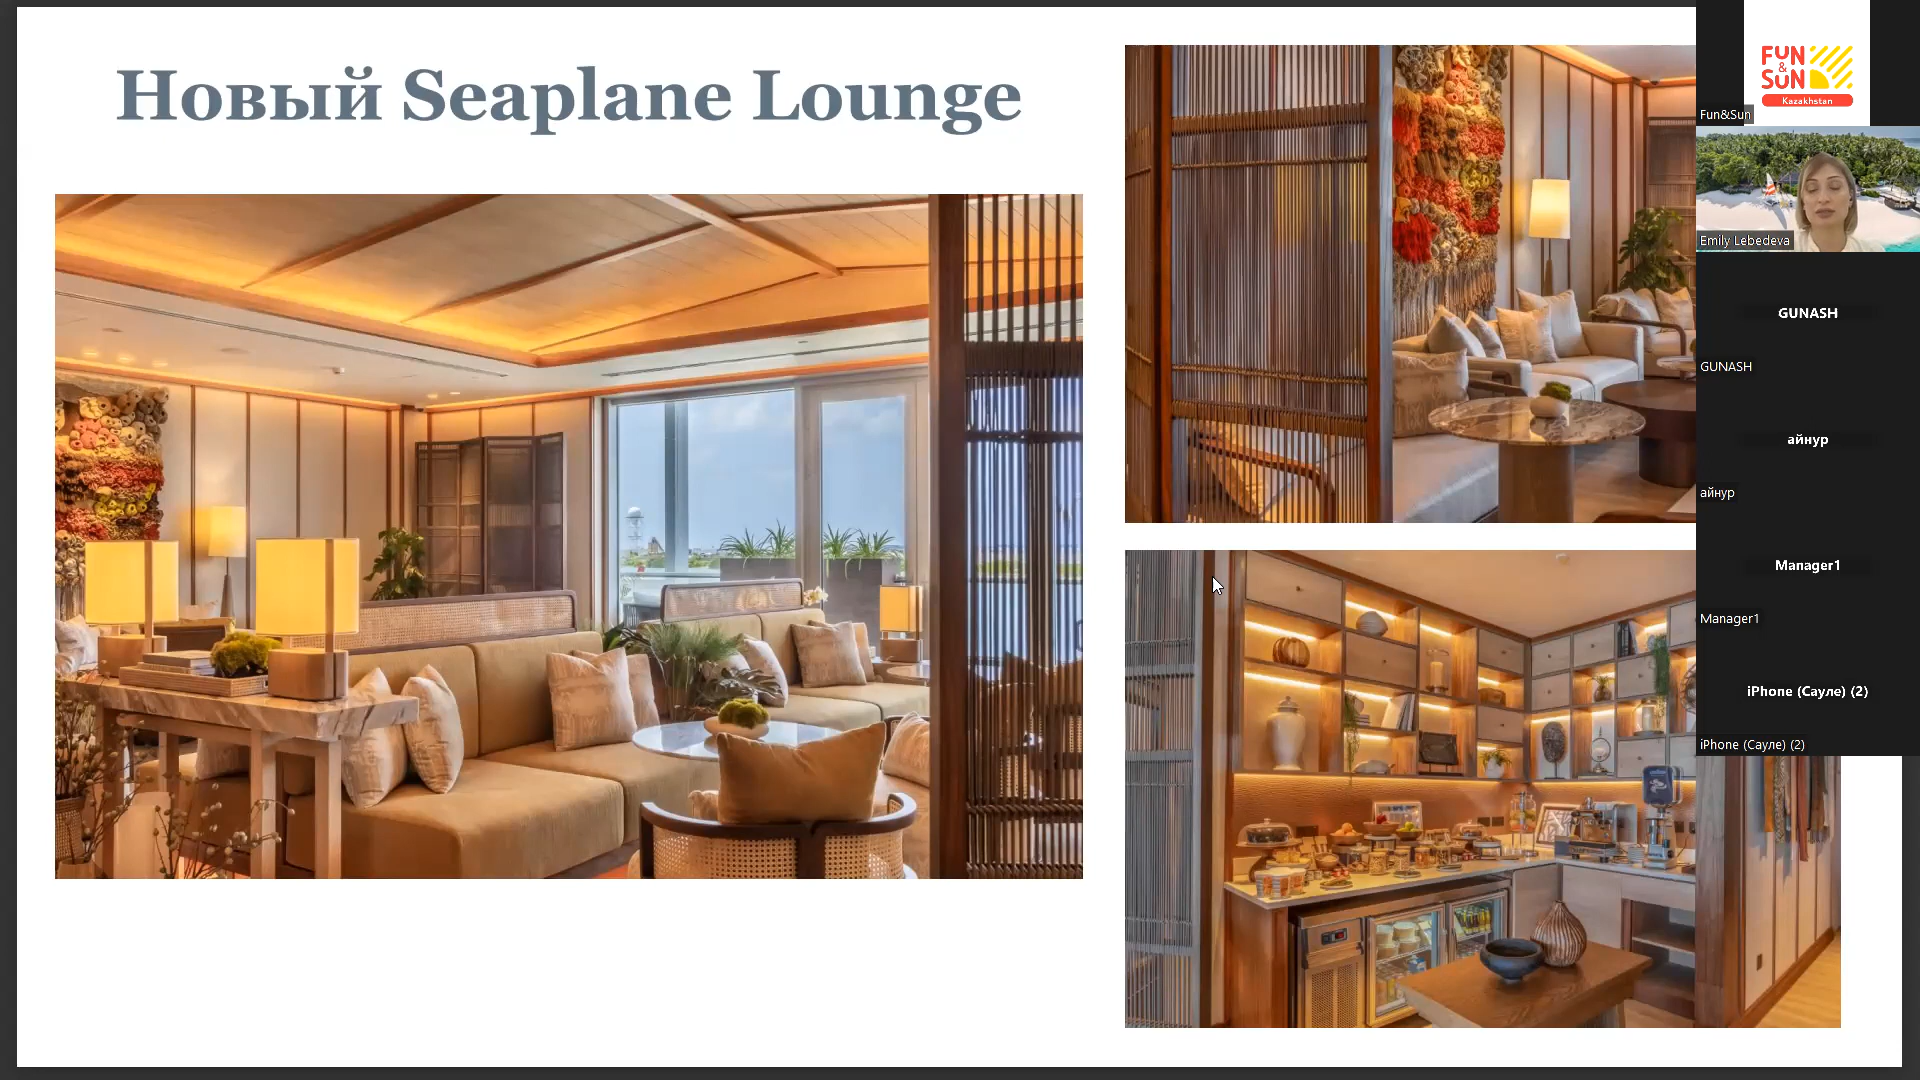 Новый Seaplane Lounge
FUN
&
SUN
Kazakhstan
Fun&Sun
Emily Lebedeva
GUNASH
GUNASH
айнур
айнур
Manager1
Manager1
iPhone (Сауле) (2)
iPhone (Сауле) (2)